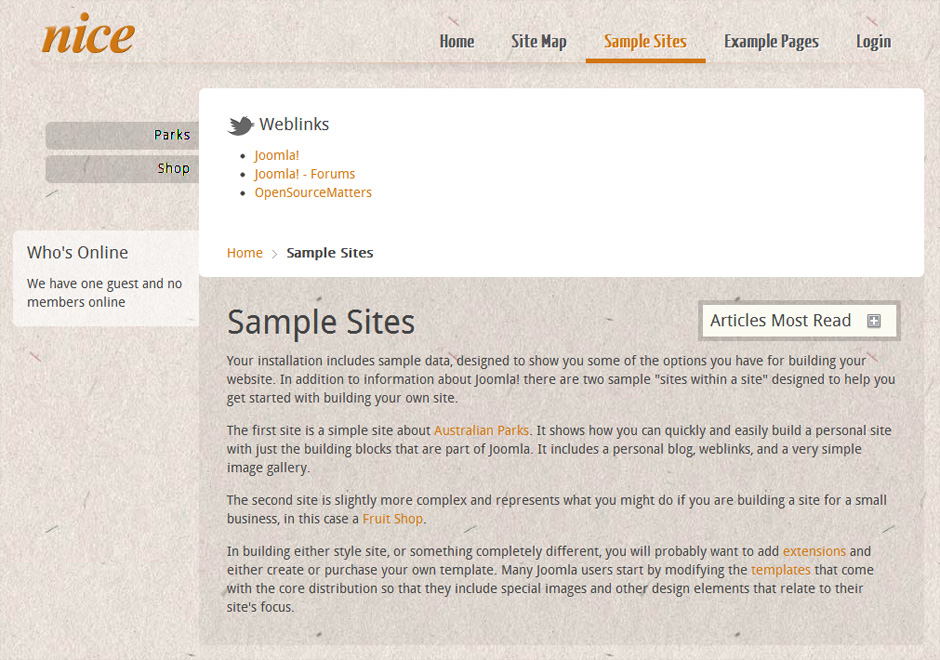 nice
Home Site Map Sample Sites Example Pages Login
Parks
Shop
Who's Online
We have one guest and no
members online
Weblinks
Joomla!
Joomla! - Forums
OpenSourceMatters
Home > Sample Sites
Sample Sites
Articles Most Read
Your installation includes sample data, designed to show you some of the options you have for building your
website. In addition to information about Joomla! there are two sample "sites within a site" designed to help you
get started with building your own site.
The first site is a simple site about Australian Parks. It shows how you can quickly and easily build a personal site
with just the building blocks that are part of Joomla. It includes a personal blog, weblinks, and a very simple
image gallery.
The second site is slightly more complex and represents what you might do if you are building a site for a small
business, in this case a Fruit Shop.
In building either style site, or something completely different, you will probably want to add extensions and
either create or purchase your own template. Many Joomla users start by modifying the templates that come
with the core distribution so that they include special images and other design elements that relate to their
site's focus.